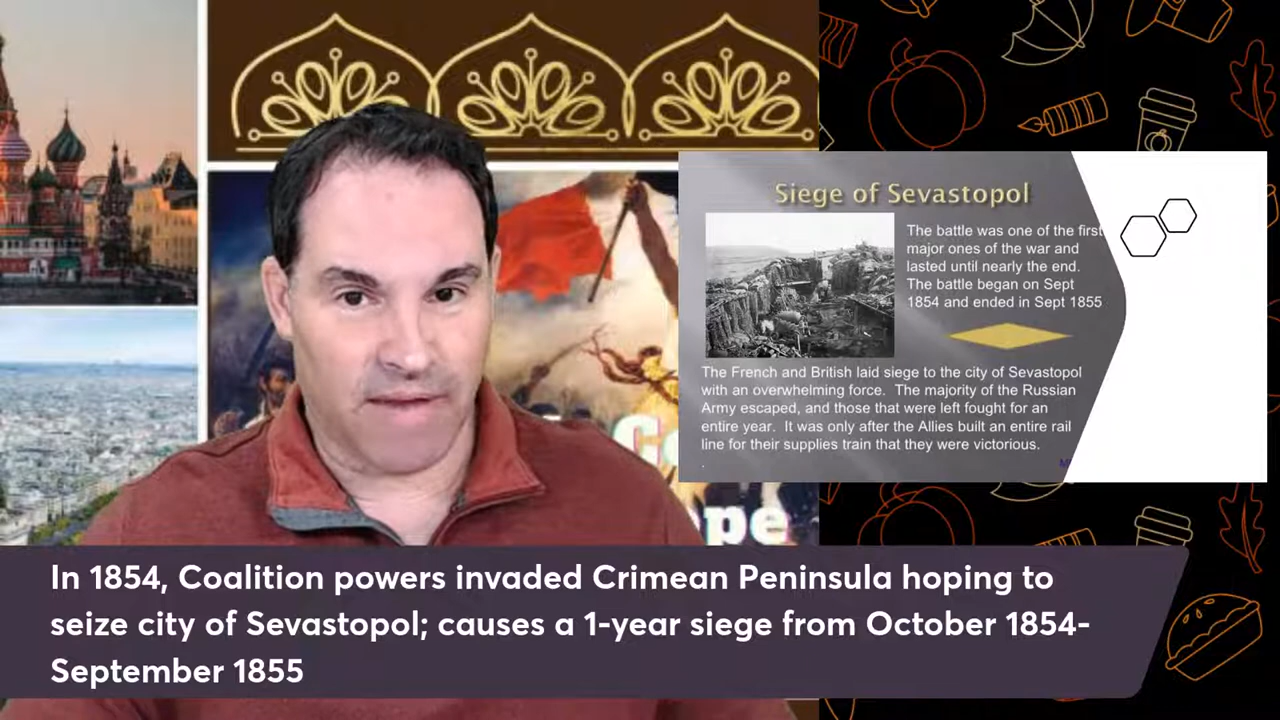 Siege of Sevastopol
The battle was one of the first
major ones of the war and
lasted until nearly the end.
The battle began on Sept
1854 and ended in Sept 1855
The French and British laid siege to the city of Sevastopol
with an overwhelming force. The majority of the Russian
Army escaped, and those that were left fought for an
entire year. It was only after the Allies built an entire rail
line for their supplies train that they were victorious.
.
In 1854, Coalition powers invaded Crimean Peninsula hoping to
seize city of Sevastopol; causes a 1-year siege from October 1854-
September 1855